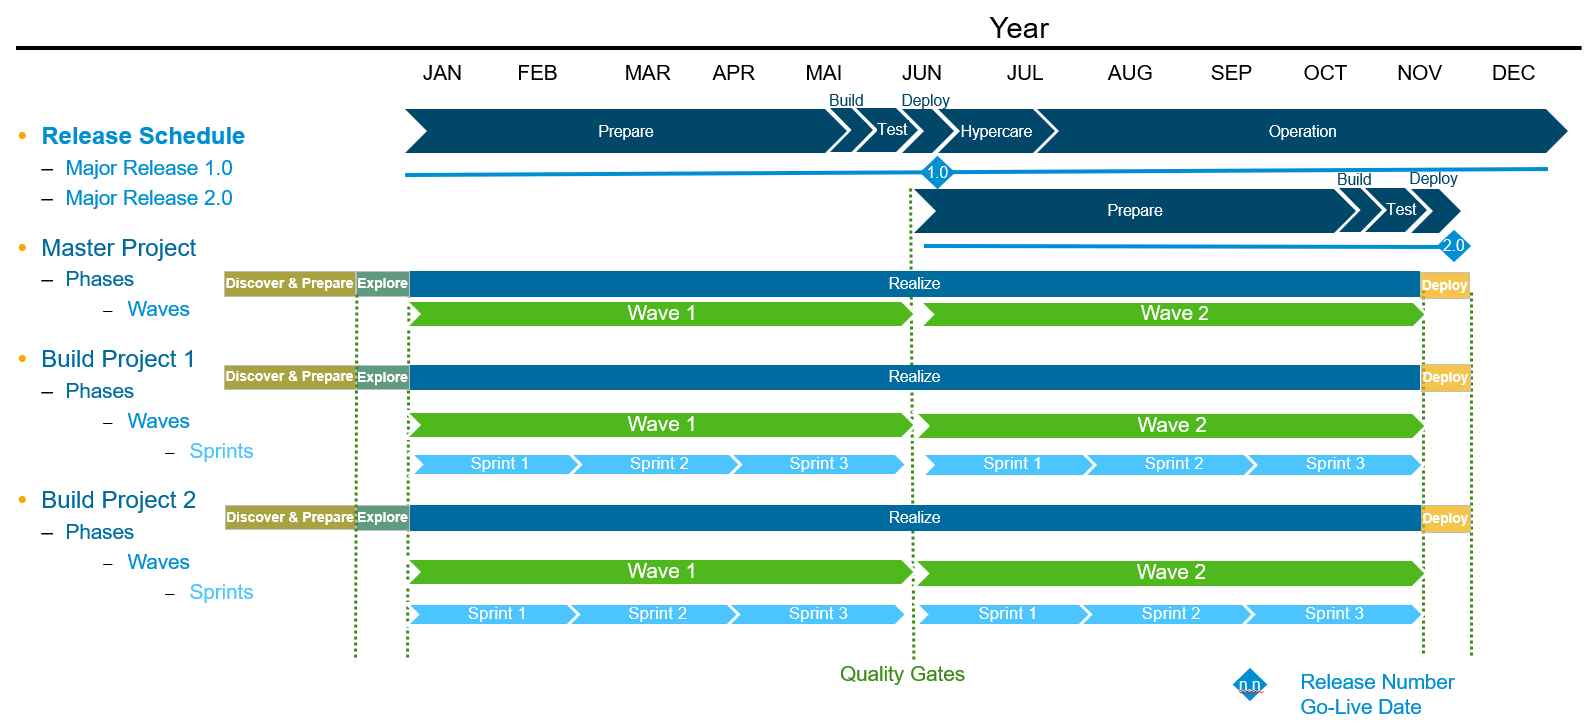 Year
JAN FEB MAR APR MAI JUN JUL AUG SEP OCT NOV DEC
Build Deploy
• Release Schedule
Prepare Test Hypercare Operation
– Major Release 1.0
1.0
Build Deploy
– Major Release 2.0
Prepare Test
• Master Project
2.0
– Phases
Discover & Prepare Explore Realize Deploy
– Waves
Wave 1 Wave 2
• Build Project 1
Discover & Prepare Explore Realize Deploy
– Phases
– Waves
Wave 1 Wave 2
– Sprints
Sprint 1 Sprint 2 Sprint 3 Sprint 1 Sprint 2 Sprint 3
• Build Project 2
Discover & Prepare Explore Realize Deploy
– Phases
– Waves
Wave 1 Wave 2
– Sprints
Sprint 1 Sprint 2 Sprint 3 Sprint 1 Sprint 2 Sprint 3
Quality Gates
n.n Release Number
Go-Live Date